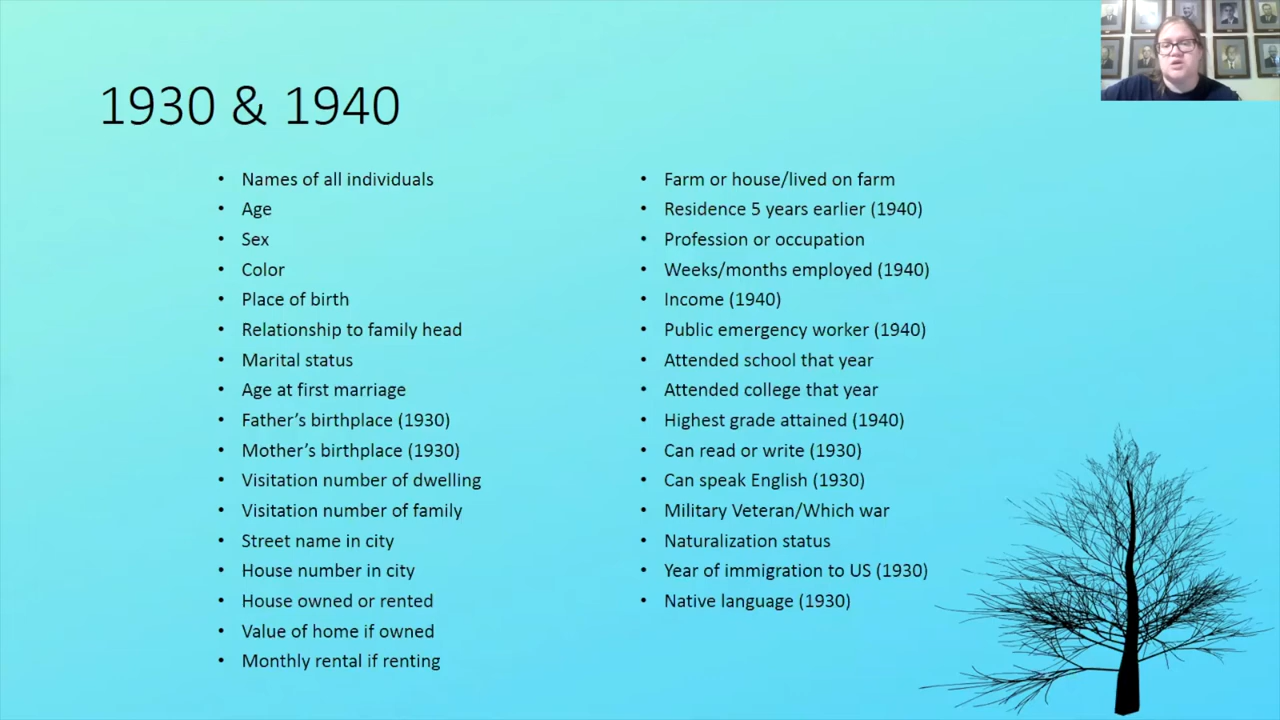 1930 & 1940
• Names of all individuals
• Age
• Sex
• Color
• Place of birth
• Relationship to family head
• Marital status
• Age at first marriage
• Father’s birthplace (1930)
• Mother’s birthplace (1930)
• Visitation number of dwelling
• Visitation number of family
• Street name in city
• House number in city
• House owned or rented
• Value of home if owned
• Monthly rental if renting
• Farm or house/lived on farm
• Residence 5 years earlier (1940)
• Profession or occupation
• Weeks/months employed (1940)
• Income (1940)
• Public emergency worker (1940)
• Attended school that year
• Attended college that year
• Highest grade attained (1940)
• Can read or write (1930)
• Can speak English (1930)
• Military Veteran/Which war
• Naturalization status
• Year of immigration to US (1930)
• Native language (1930)